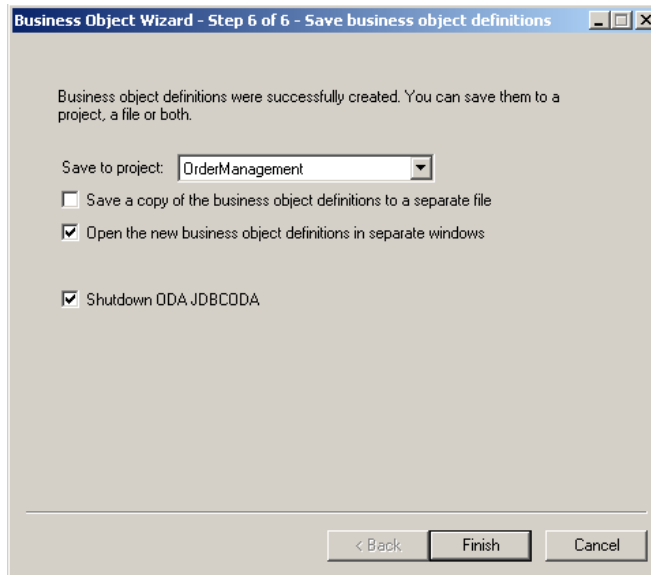 Business Object Wizard - Step 6 of 6 - Save business object definitions
Business object definitions were successfully created. You can save them to a
project, a file or both.
Save to project: OrderManagement
Save a copy of the business object definitions to a separate file
Open the new business object definitions in separate windows
Shutdown ODA JDBCODA
< Back Finish Cancel